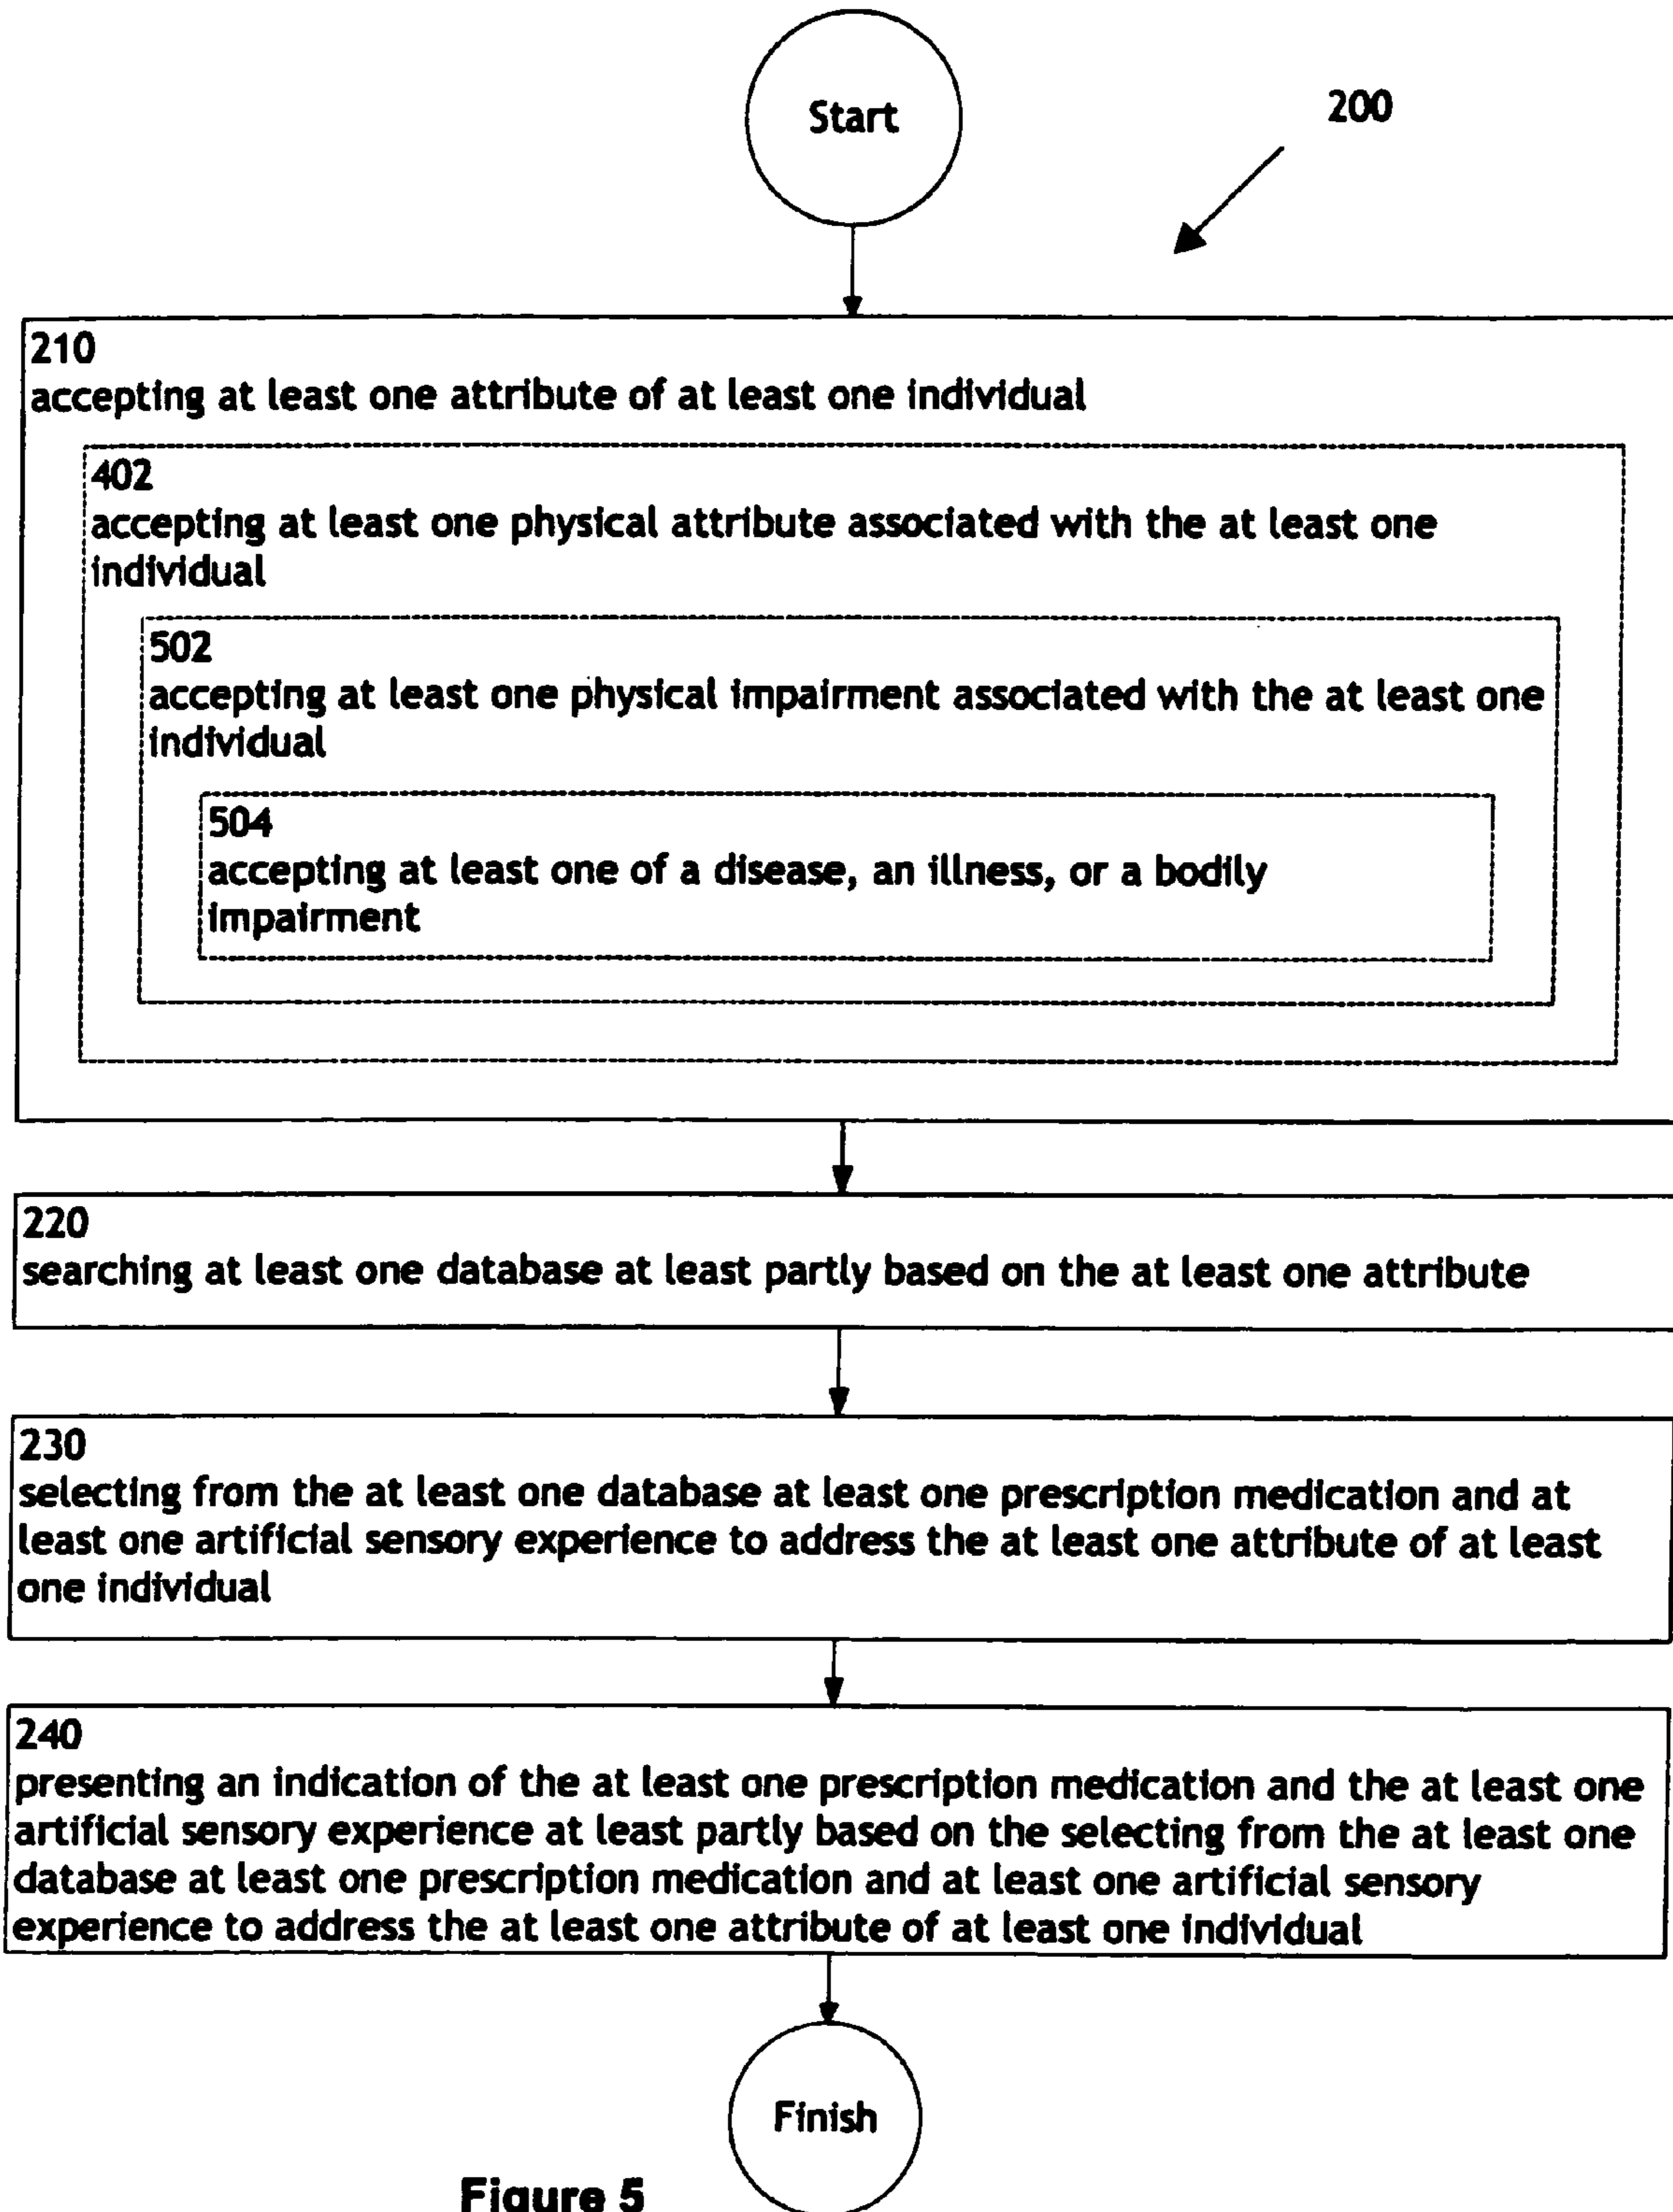 Start
200
210
accepting at least one attribute of at least one individual
402
accepting at least one physical attribute associated with the at least one
individual
502
accepting at least one physical impairment associated with the at least one
individual
504
accepting at least one of a disease, an illness, or a bodily
impairment
220
searching at least one database at least partly based on the at least one attribute
230
selecting from the at least one database at least one prescription medication and at
least one artificial sensory experience to address the at least one attribute of at least
one individual
240
presenting an indication of the at least one prescription medication and the at least one
artificial sensory experience at least partly based on the selecting from the at least one
database at least one prescription medication and at least one artificial sensory
experience to address the at least one attribute of at least one individual
Finish
Figure 5